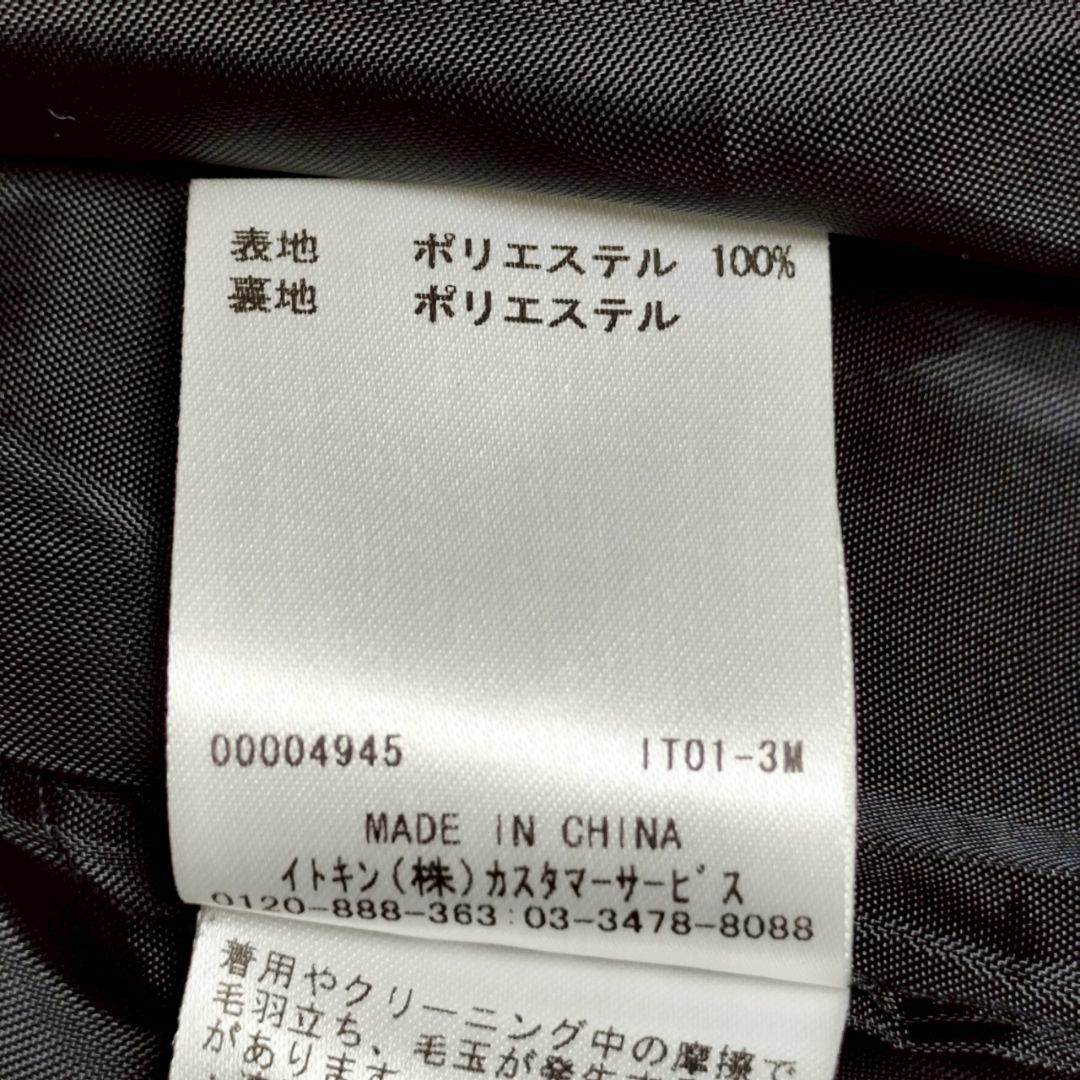 表地 ポリエステル 100%
裏地 ポリエステル
00004945 IT01-3M
MADE IN CHINA
イトキン(株)カスタマーサービス
0120-888-363:03-3478-8088
着用やクリーニング中の摩擦で
毛羽立ち、毛玉が発生する
があります